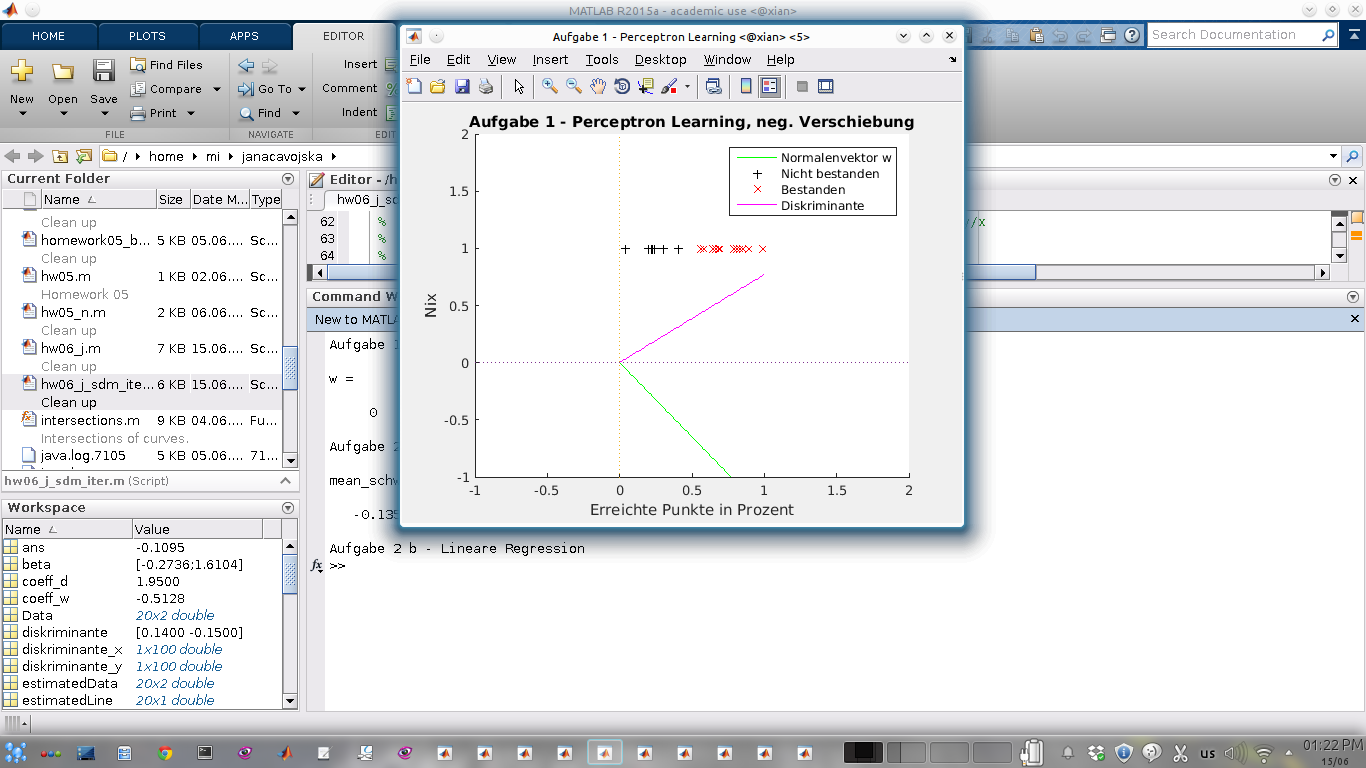 MATLAB R2015a - academic use <@xian>
HOME PLOTS APPS EDITOR
Search Documentation
New Open Save
Find Files
Compare
Print
Go To
Find
Insert
Comment
Indent
FILE NAVIGATE EDIT
/ home mi janacavojska
Current Folder
Name Size Date M... Type
Clean up
homework05_b... 5 KB 05.06.... Sc...
Clean up
hw05.m 1 KB 02.06.... Sc...
Homework 05
hw05_n.m 2 KB 06.06.... Sc...
Clean up
hw06_j.m 7 KB 15.06.... Sc...
Clean up
hw06_j_sdm_ite... 6 KB 15.06.... Sc...
Clean up
intersections.m 9 KB 04.06.... Fu...
Intersections of curves.
java.log.7105 5 KB 05.06.... 71...
hw06_j_sdm_iter.m (Script)
Workspace
Name Value
ans -0.1095
beta [-0.2736;1.6104]
coeff_d 1.9500
coeff_w -0.5128
Data 20x2 double
diskriminante [0.1400 -0.1500]
diskriminante_x 1x100 double
diskriminante_y 1x100 double
estimatedData 20x2 double
estimatedLine 20x1 double
Editor - /h
hw06_j_sd
62 %
63 %
64 %
/x
Command W
New to MATLA
Aufgabe 1
w =
0
Aufgabe 2
mean_schw
-0.135
Aufgabe 2 b - Lineare Regression
fx >>
Aufgabe 1 - Perceptron Learning <@xian> <5>
File Edit View Insert Tools Desktop Window Help
Aufgabe 1 - Perceptron Learning, neg. Verschiebung
Normalenvektor w
Nicht bestanden
Bestanden
Diskriminante
2
1.5
1
0.5
0
-0.5
-1
Nix
-1 -0.5 0 0.5 1 1.5 2
Erreichte Punkte in Prozent
us
01:22 PM
15/06